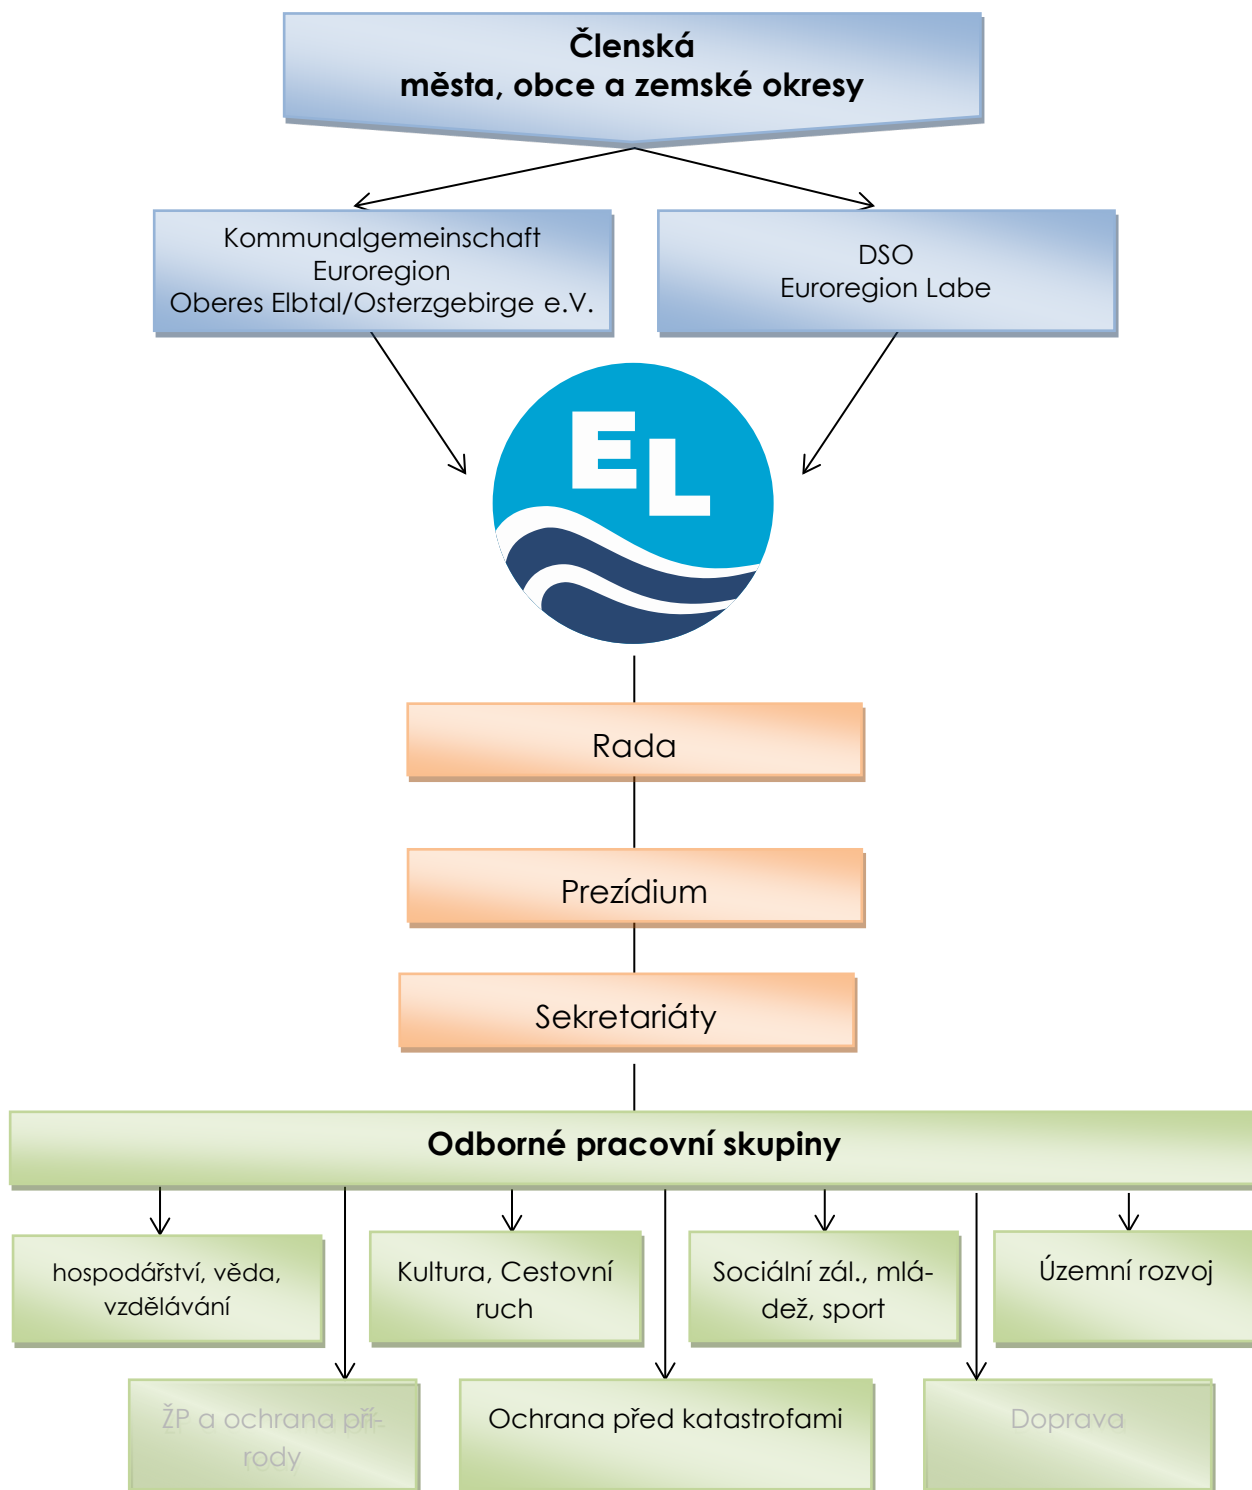 Členská
města, obce a zemské okresy
Kommunalgemeinschaft
Euroregion
Oberes Elbtal/Osterzgebirge e.V.
DSO
Euroregion Labe
EL
Rada
Prezídium
Sekretariáty
Odborné pracovní skupiny
hospodářství, věda,
vzdělávání
Kultura, Cestovní
ruch
Sociální zál., mlá-
dež, sport
Územní rozvoj
ŽP a ochrana pří-
rody
Ochrana před katastrofami
Doprava